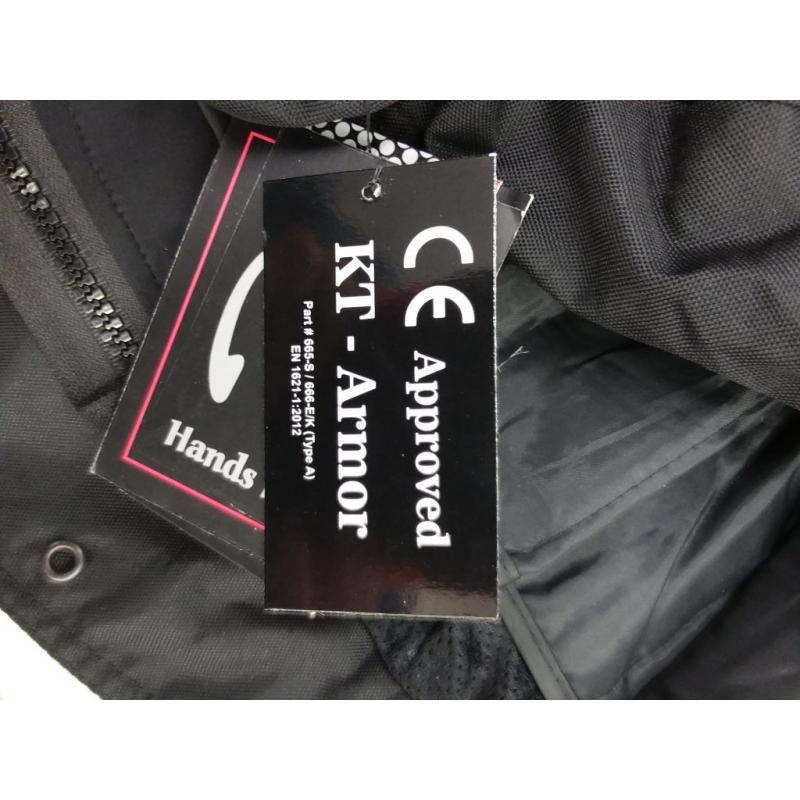 CE Approved
KT - Armor
Part # 665-S / 666-E/K (Type A)
EN 1621-1:2012
Hands